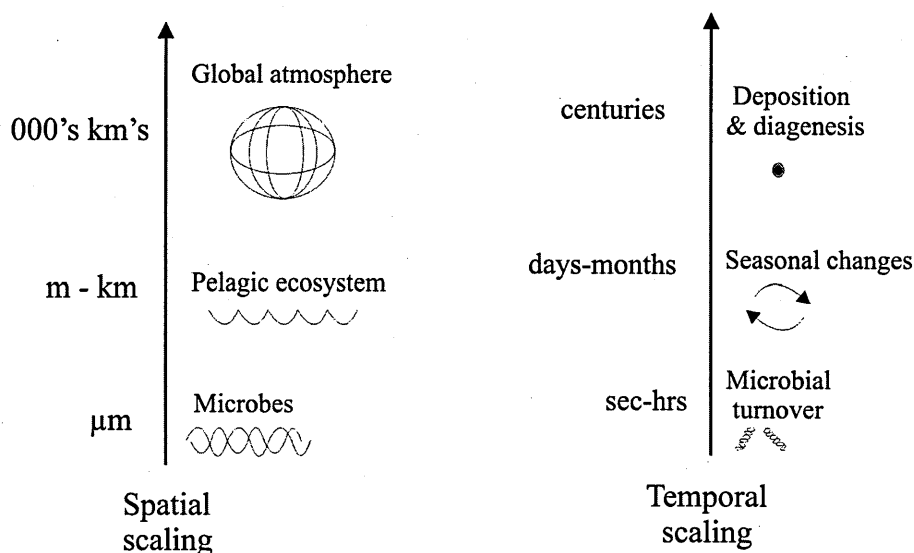 Global atmosphere
000's km's
m - km
Pelagic ecosystem
µm
Microbes
Spatial
scaling
centuries
Deposition
& diagenesis
days-months
Seasonal changes
sec-hrs
Microbial
turnover
Temporal
scaling